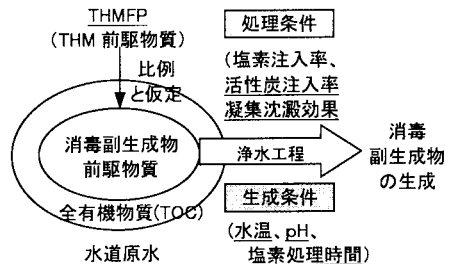 THMFP
(THM 前駆物質)
比例
と仮定
消毒副生成物
前駆物質
全有機物質(TOC)
水道原水
処理条件
(塩素注入率、
活性炭注入率
凝集沈澱効果)
浄水工程
生成条件
(水温、pH、
塩素処理時間)
消毒
副生成物
の生成